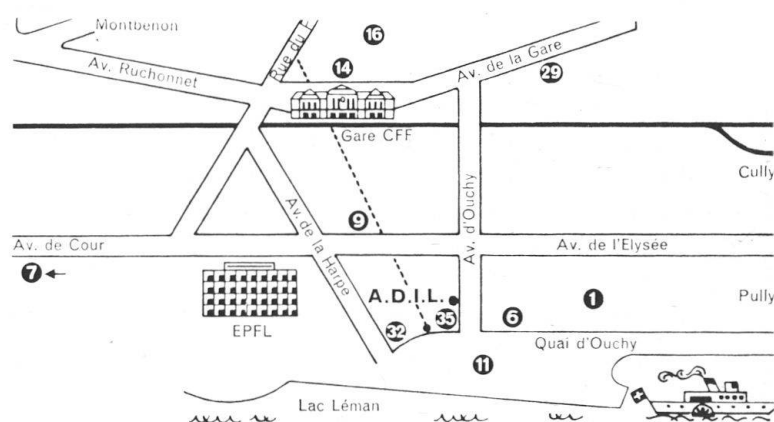 Montbenon
16
Rue du F
14
Av. de la Gare
Av. Ruchonnet
29
Gare CFF
Cully
9
Av. de la Harpe
Av. d'Ouchy
Av. de Cour
Av. de l'Elysée
7
A.D.I.L.
1
Pully
35
6
32
EPFL
Quai d'Ouchy
11
Lac Léman